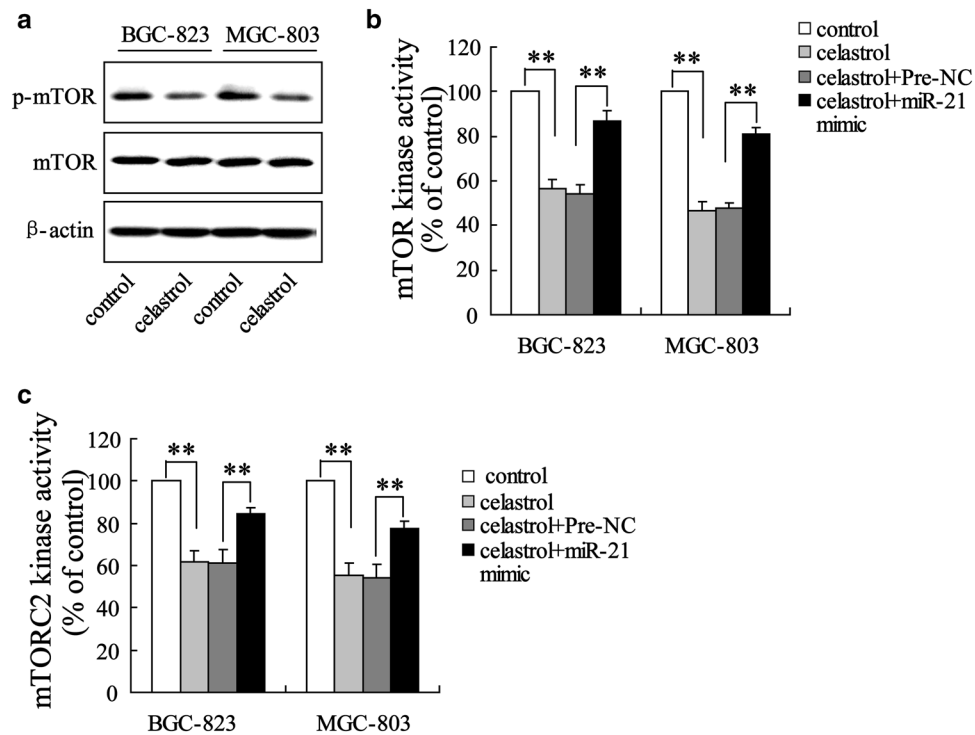 a
BGC-823 MGC-803
p-mTOR
mTOR
β-actin
control celastrol control celastrol
b
mTOR kinase activity
(% of control)
120
100
80
60
40
20
0
** ** ** **
BGC-823 MGC-803
control
celastrol
celastrol+Pre-NC
celastrol+miR-21
mimic
c
mTORC2 kinase activity
(% of control)
120
100
80
60
40
20
0
** ** ** **
BGC-823 MGC-803
control
celastrol
celastrol+Pre-NC
celastrol+miR-21
mimic